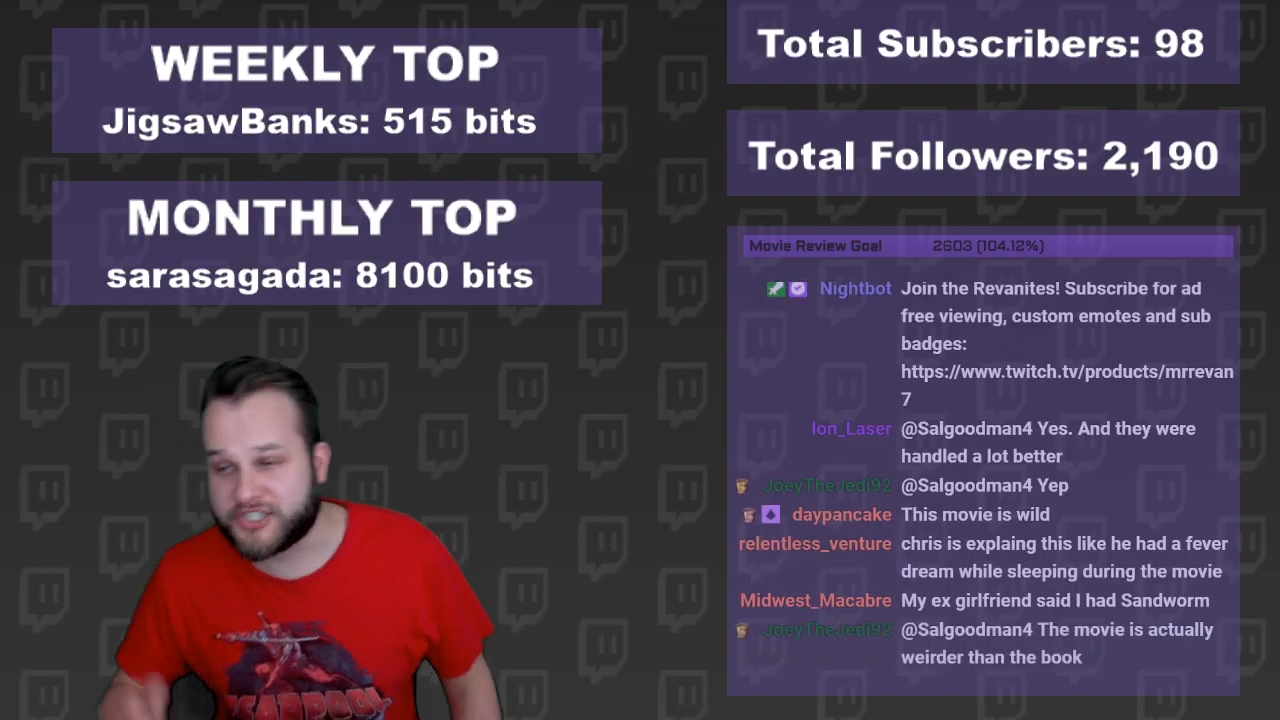 WEEKLY TOP
JigsawBanks: 515 bits
MONTHLY TOP
sarasagada: 8100 bits
Total Subscribers: 98
Total Followers: 2,190
Movie Review Goal 2603 (104.12%)
Nightbot Join the Revanites! Subscribe for ad
free viewing, custom emotes and sub
badges:
https://www.twitch.tv/products/mrrevan
7
Ion_Laser @Salgoodman4 Yes. And they were
handled a lot better
JoeyTheJedi92 @Salgoodman4 Yep
daypancake This movie is wild
relentless_venture chris is explaing this like he had a fever
dream while sleeping during the movie
Midwest_Macabre My ex girlfriend said I had Sandworm
JoeyTheJedi92 @Salgoodman4 The movie is actually
weirder than the book
DEADPOOL